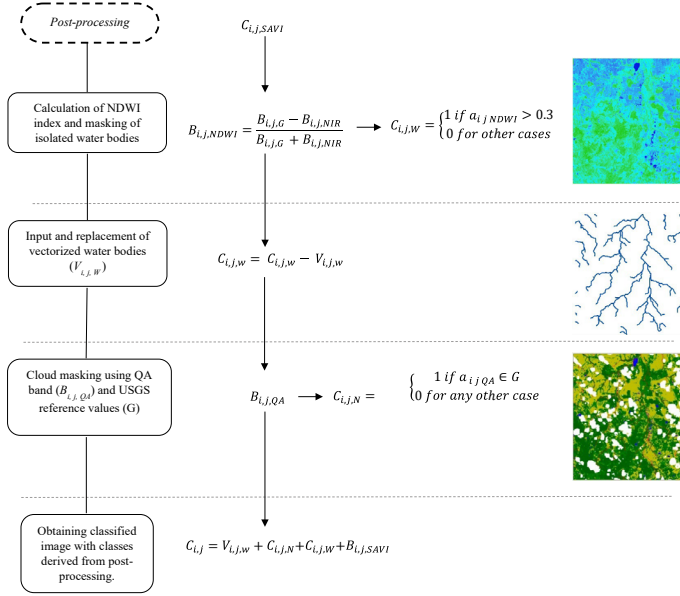 Post-processing
C_{i,j,SAVI}
Calculation of NDWI
index and masking of
isolated water bodies
B_{i,j,NDWI} = \frac{B_{i,j,G} − B_{i,j,NIR}}{B_{i,j,G} + B_{i,j,NIR}}
C_{i,j,W} = {1 if a_{i j NDWI} > 0.3
0 for other cases
Input and replacement of
vectorized water bodies
(V_{i, j, W})
C_{i,j,w} = C_{i,j,w} − V_{i,j,w}
Cloud masking using QA
band (B_{i, j, QA}) and USGS
reference values (G)
B_{i,j,QA}
C_{i,j,N} = {1 if a_{i j QA} ∈ G
0 for any other case
Obtaining classified
image with classes
derived from post-
processing.
C_{i,j} = V_{i,j,w} + C_{i,j,N}+C_{i,j,W}+B_{i,j,SAVI}